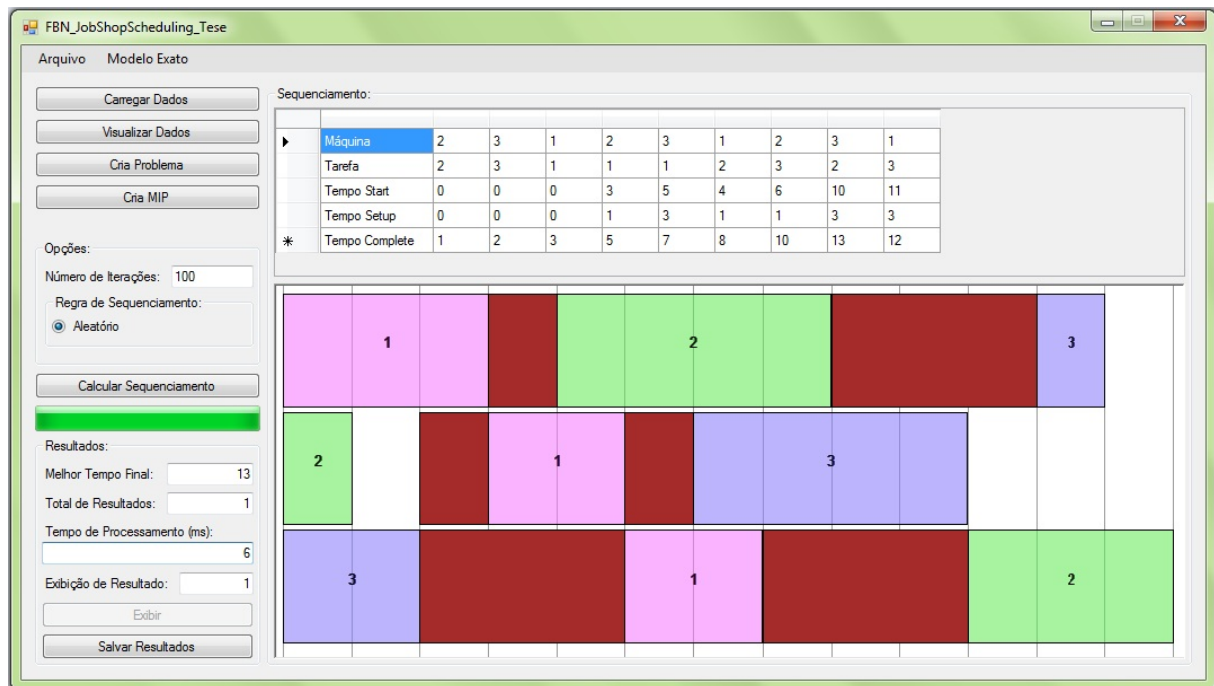 FBN_JobShopScheduling_Tese
Arquivo Modelo Exato
Carregar Dados
Visualizar Dados
Cria Problema
Cria MIP
Opções:
Número de Iterações: 100
Regra de Sequenciamento:
Aleatório
Calcular Sequenciamento
Resultados:
Melhor Tempo Final: 13
Total de Resultados: 1
Tempo de Processamento (ms):
6
Exibição de Resultado: 1
Exibir
Salvar Resultados
Sequenciamento:
Máquina 2 3 1 2 3 1 2 3 1
Tarefa 2 3 1 1 1 2 3 2 3
Tempo Start 0 0 0 3 5 4 6 10 11
Tempo Setup 0 0 0 1 3 1 1 3 3
Tempo Complete 1 2 3 5 7 8 10 13 12
1 2 3
2 1 3
3 1 2